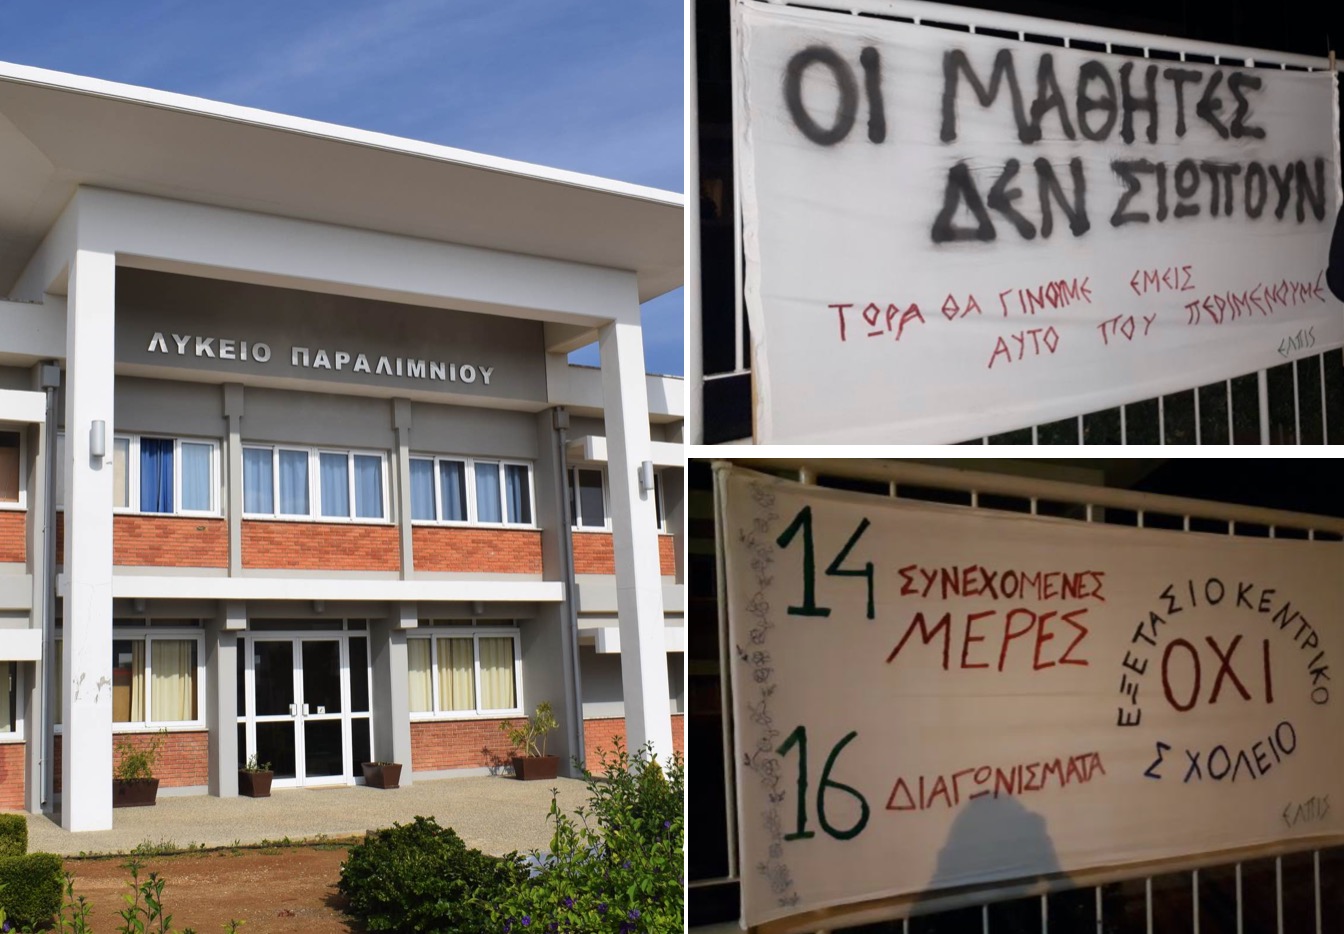 ΛΥΚΕΙΟ ΠΑΡΑΛΙΜΝΙΟΥ
ΟΙ ΜΑΘΗΤΕΣ
ΔΕΝ ΣΙΩΠΟΥΝ
ΤΩΡΑ ΘΑ ΓΙΝΟΥΜΕ ΕΜΕΙΣ
ΑΥΤΟ ΠΟΥ ΠΕΡΙΜΕΝΟΥΜΕ
ΕΛΠΙΣ
14 ΣΥΝΕΧΟΜΕΝΕΣ
ΜΕΡΕΣ
16 ΔΙΑΓΩΝΙΣΜΑΤΑ
ΕΞΕΤΑΣΙΟΚΕΝΤΡΙΚΟ
ΟΧΙ
ΣΧΟΛΕΙΟ
ΕΛΠΙΣ